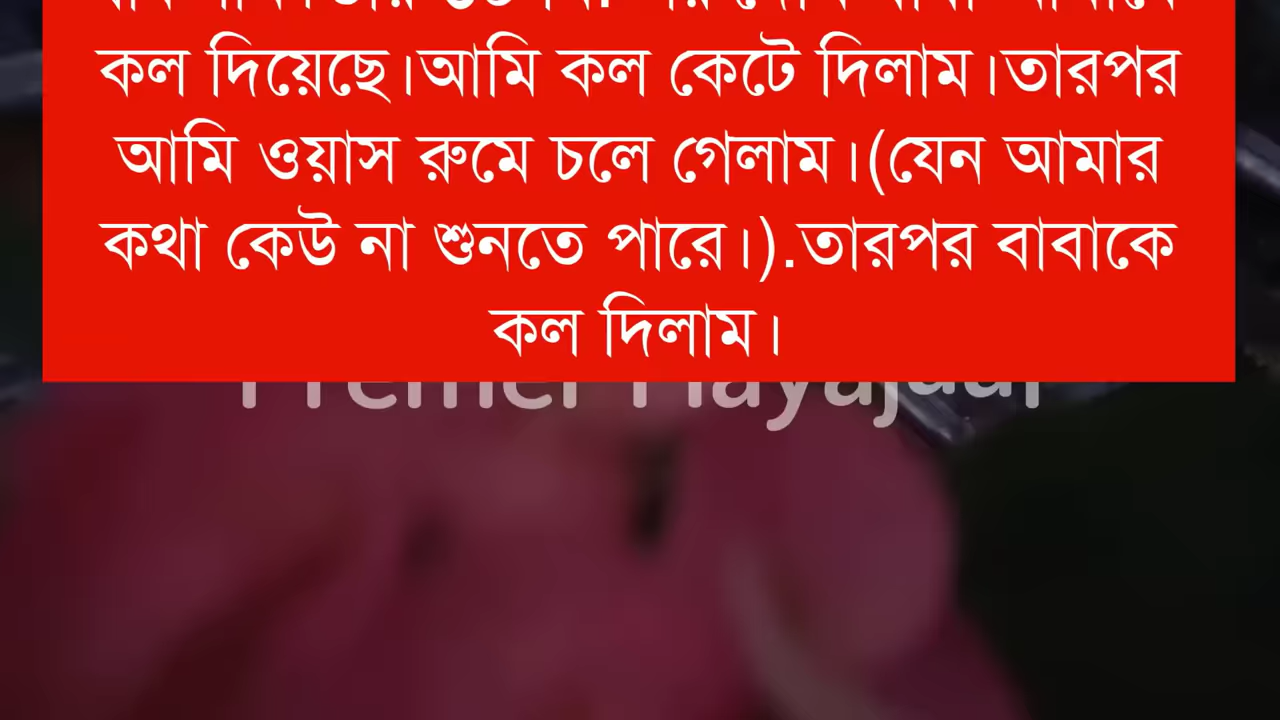 কল দিয়েছে।আমি কল কেটে দিলাম।তারপর
আমি ওয়াস রুমে চলে গেলাম।(যেন আমার
কথা কেউ না শুনতে পারে।).তারপর বাবাকে
কল দিলাম।
Premer Mayajaal